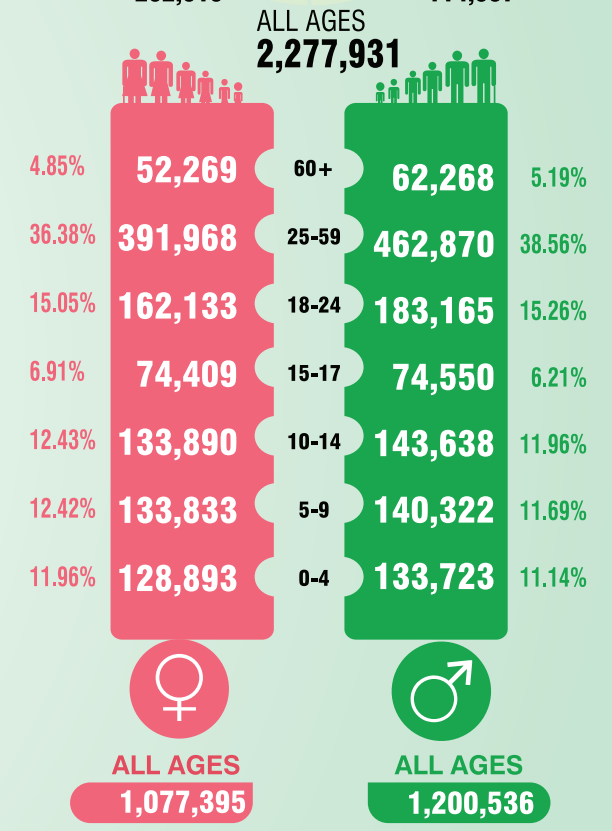 ALL AGES
2,277,931
4.85% 52,269 60+ 62,268 5.19%
36.38% 391,968 25-59 462,870 38.56%
15.05% 162,133 18-24 183,165 15.26%
6.91% 74,409 15-17 74,550 6.21%
12.43% 133,890 10-14 143,638 11.96%
12.42% 133,833 5-9 140,322 11.69%
11.96% 128,893 0-4 133,723 11.14%
ALL AGES ALL AGES
1,077,395 1,200,536